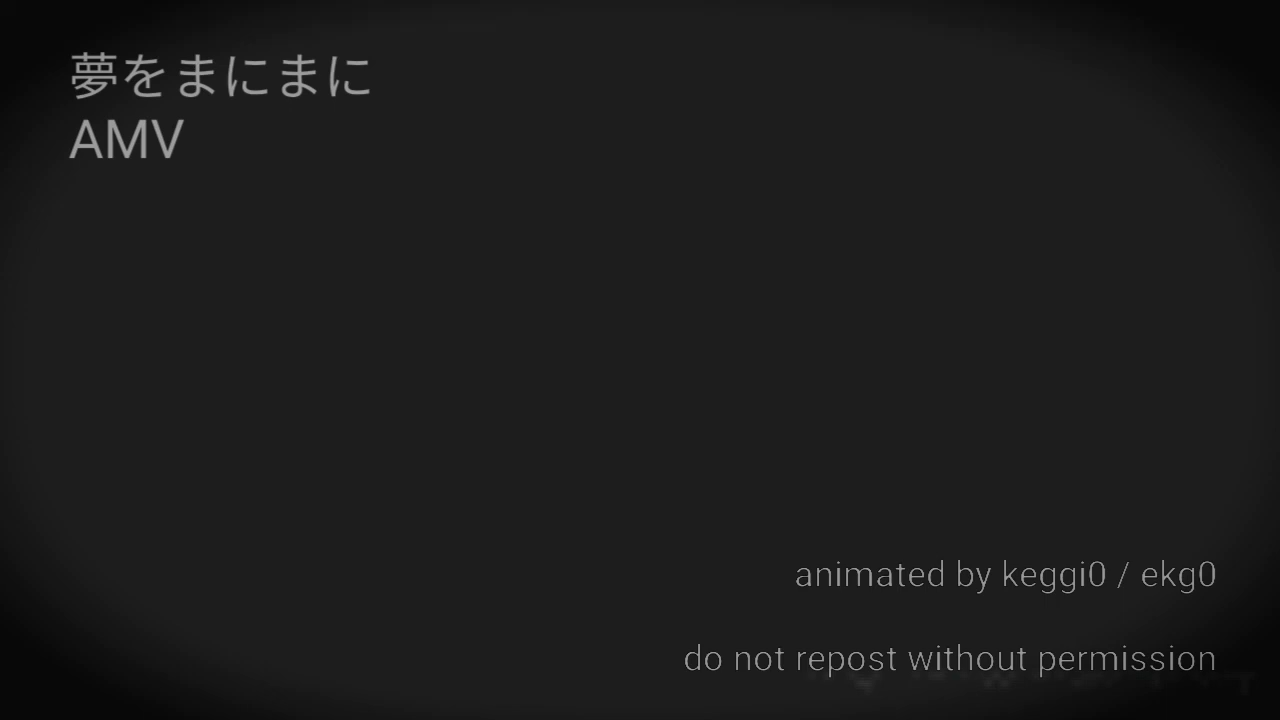 夢をまにまに
AMV
animated by keggi0 / ekg0
do not repost without permission